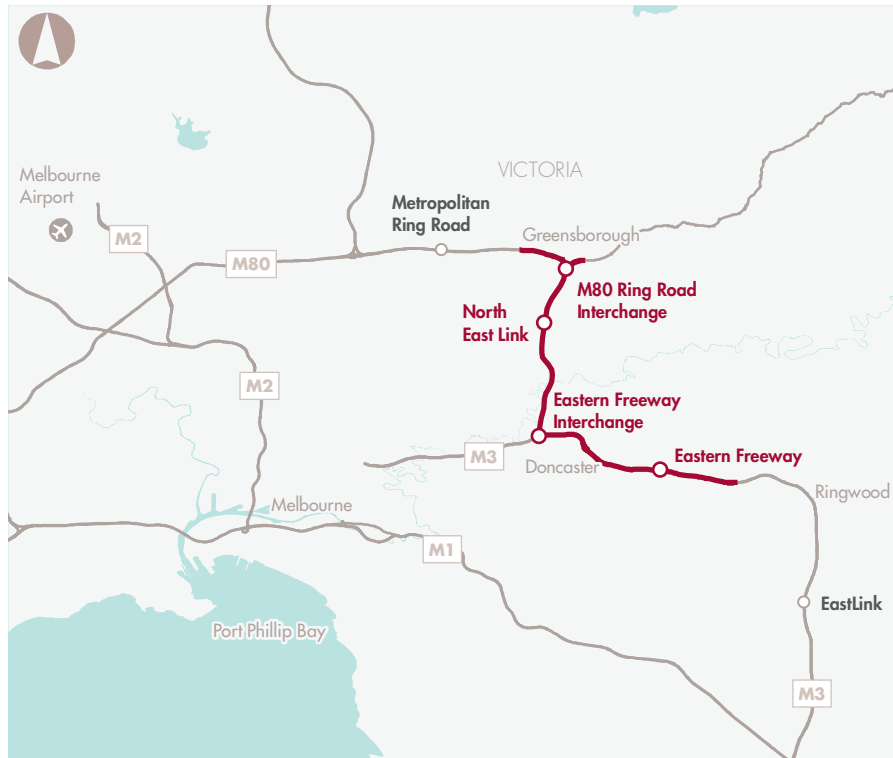 VICTORIA
Melbourne
Airport
Metropolitan
Ring Road
Greensborough
M2
M80
M80 Ring Road
Interchange
North
East Link
M2
Eastern Freeway
Interchange
M3
Doncaster
Eastern Freeway
Ringwood
Melbourne
M1
EastLink
Port Phillip Bay
M3